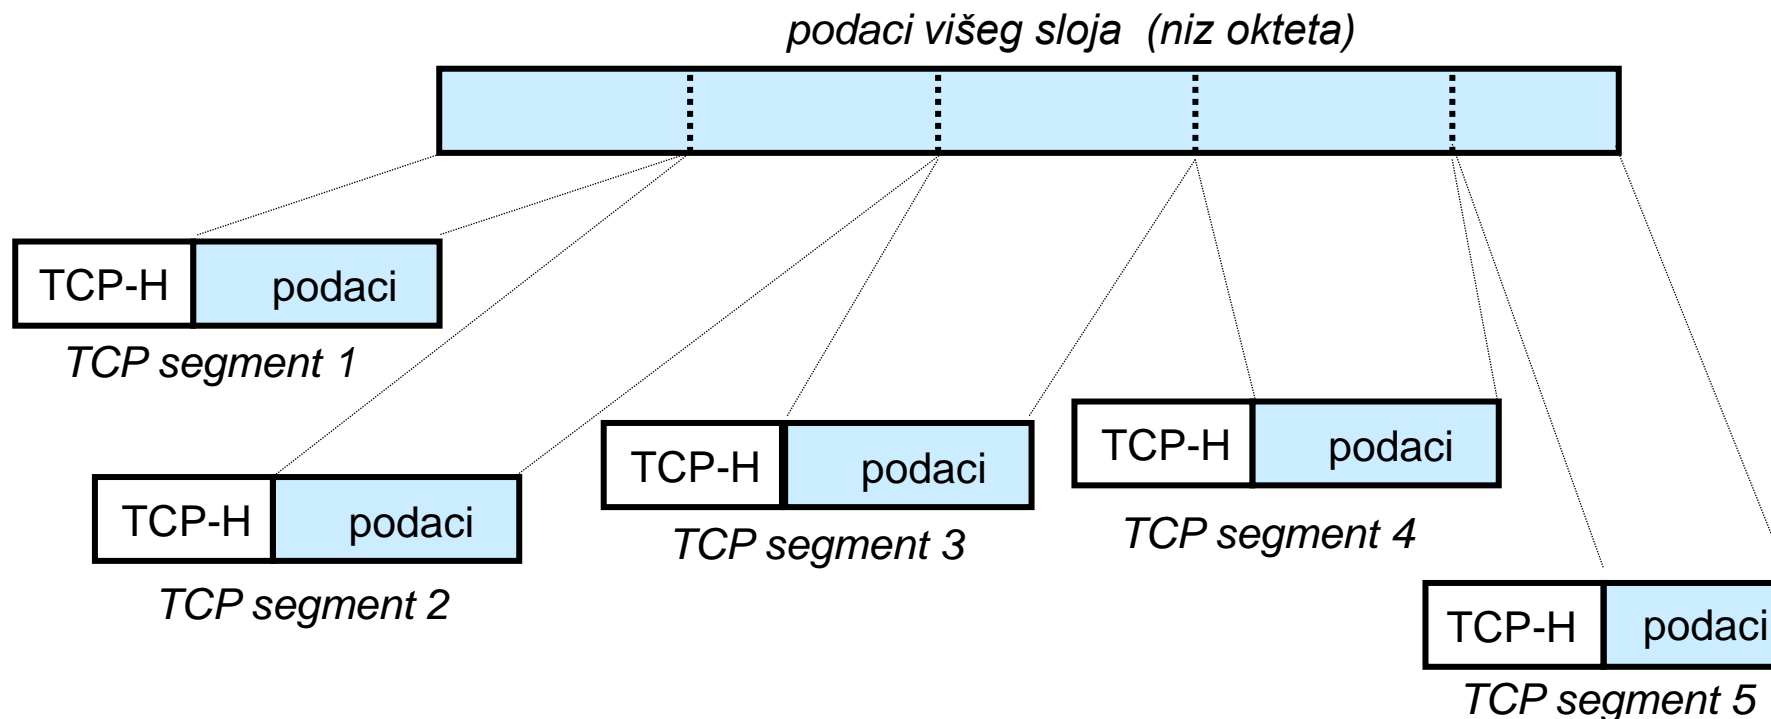 podaci višeg sloja (niz okteta)
TCP-H podaci
TCP segment 1
TCP-H podaci
TCP segment 2
TCP-H podaci
TCP segment 3
TCP-H podaci
TCP segment 4
TCP-H podaci
TCP segment 5